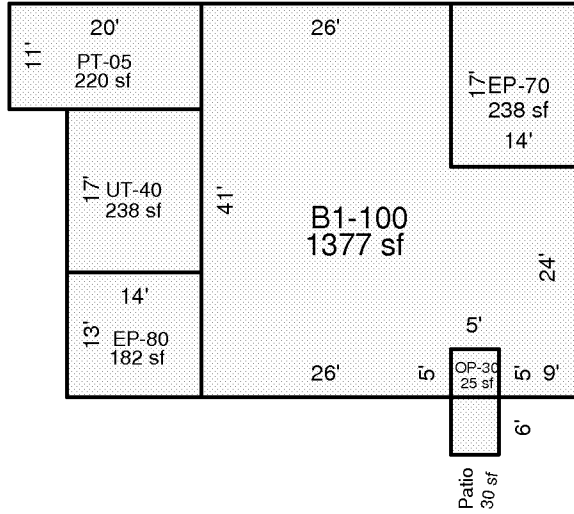 20'
26'
11'
PT-05
220 sf
17'
EP-70
238 sf
14'
17'
UT-40
238 sf
41'
B1-100
1377 sf
24'
14'
13'
EP-80
182 sf
5'
26'
5'
OP-30
25 sf
5'
9'
6'
Patio
30 sf